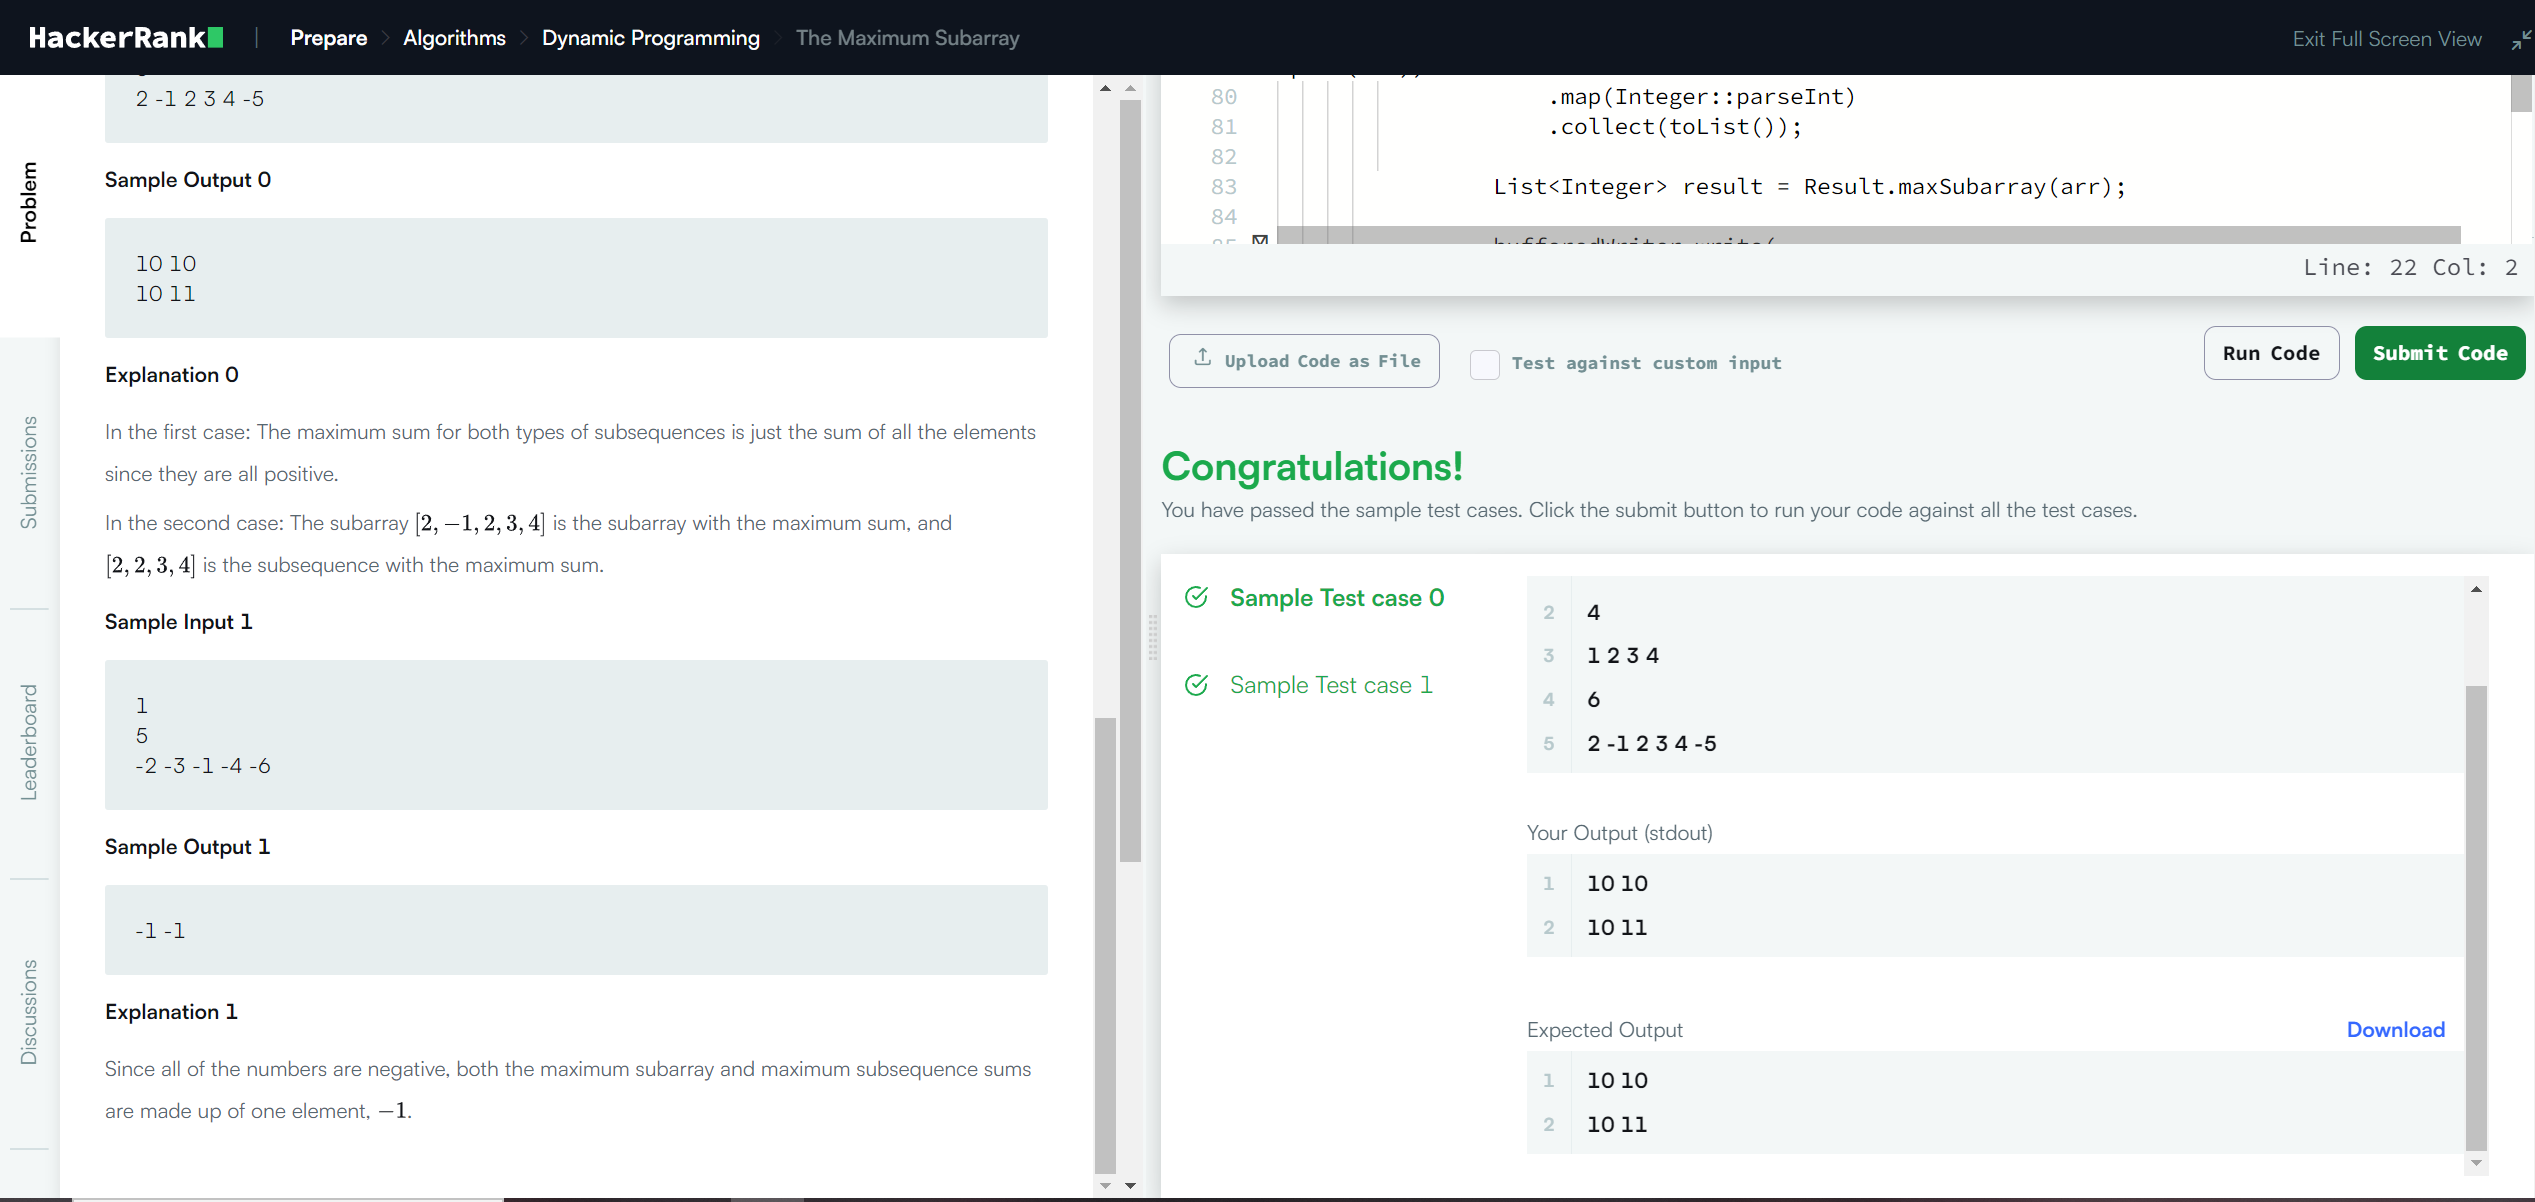 HackerRank
Prepare
Algorithms
Dynamic Programming
The Maximum Subarray
Exit Full Screen View
Problem
Submissions
Leaderboard
Discussions
2 -1 2 3 4 -5
Sample Output 0
10 10
10 11
Explanation 0
In the first case: The maximum sum for both types of subsequences is just the sum of all the elements
since they are all positive.
In the second case: The subarray [2, −1, 2, 3, 4] is the subarray with the maximum sum, and
[2, 2, 3, 4] is the subsequence with the maximum sum.
Sample Input 1
1
5
-2 -3 -1 -4 -6
Sample Output 1
-1 -1
Explanation 1
Since all of the numbers are negative, both the maximum subarray and maximum subsequence sums
are made up of one element, −1.
80 .map(Integer::parseInt)
81 .collect(toList());
82
83 List<Integer> result = Result.maxSubarray(arr);
84
85 bufferedWriter.write(
Line: 22 Col: 2
Upload Code as File
Test against custom input
Run Code
Submit Code
Congratulations!
You have passed the sample test cases. Click the submit button to run your code against all the test cases.
Sample Test case 0
Sample Test case 1
2 4
3 1 2 3 4
4 6
5 2 -1 2 3 4 -5
Your Output (stdout)
1 10 10
2 10 11
Expected Output
Download
1 10 10
2 10 11